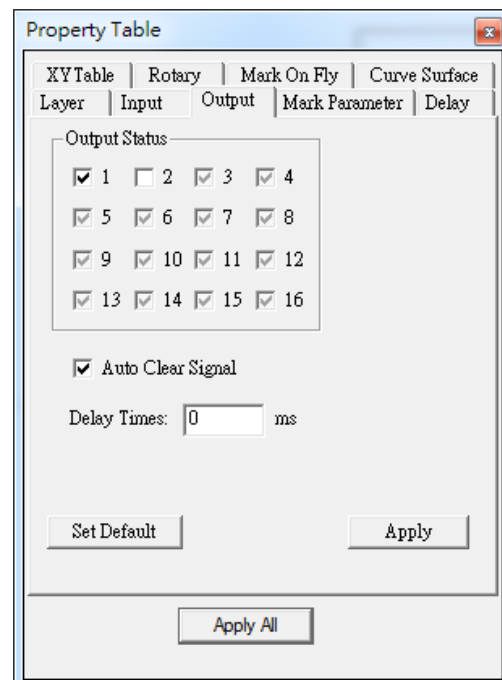 Property Table
XY Table Rotary Mark On Fly Curve Surface
Layer Input Output Mark Parameter Delay
Output Status
1 2 3 4
5 6 7 8
9 10 11 12
13 14 15 16
Auto Clear Signal
Delay Times: 0 ms
Set Default Apply
Apply All